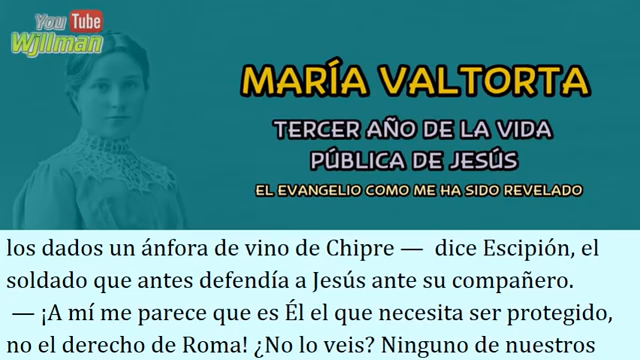 You Tube
Wjllman
MARÍA VALTORTA
TERCER AÑO DE LA VIDA
PÚBLICA DE JESÚS
EL EVANGELIO COMO ME HA SIDO REVELADO
los dados un ánfora de vino de Chipre — dice Escipión, el
soldado que antes defendía a Jesús ante su compañero.
— ¡A mí me parece que es Él el que necesita ser protegido,
no el derecho de Roma! ¿No lo veis? Ninguno de nuestros